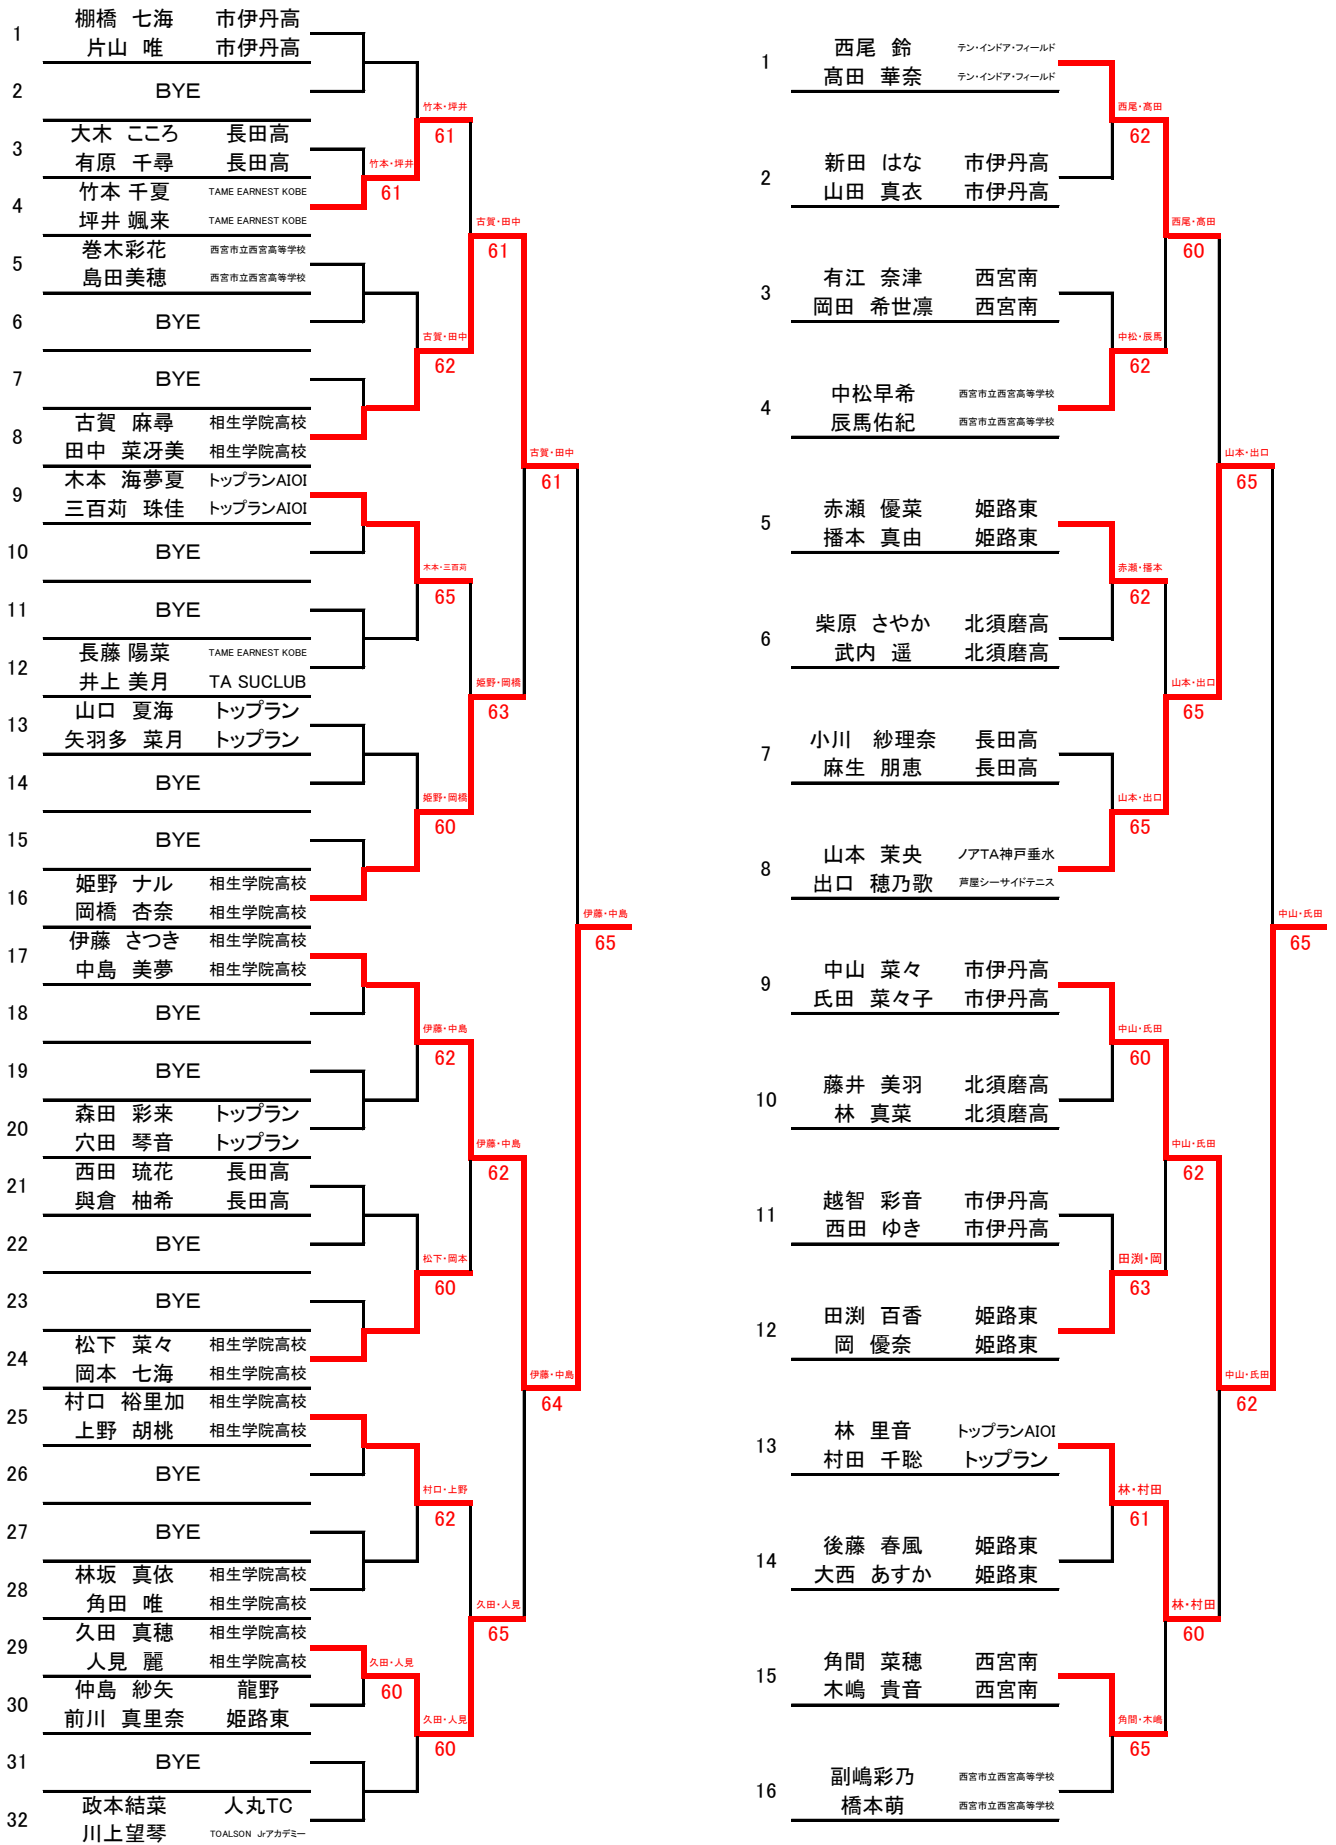 1
棚橋 七海 市伊丹高
片山 唯 市伊丹高
2
BYE
3
大木 こころ 長田高
有原 千尋 長田高
4
竹本 千夏 TAME EARNEST KOBE
坪井 颯来 TAME EARNEST KOBE
5
巻木彩花 西宮市立西宮高等学校
島田美穂 西宮市立西宮高等学校
6
BYE
7
BYE
8
古賀 麻尋 相生学院高校
田中 菜冴美 相生学院高校
9
木本 海夢夏 トップランAIOI
三百苅 珠佳 トップランAIOI
10
BYE
11
BYE
12
長藤 陽菜 TAME EARNEST KOBE
井上 美月 TA SUCLUB
13
山口 夏海 トップラン
矢羽多 菜月 トップラン
14
BYE
15
BYE
16
姫野 ナル 相生学院高校
岡橋 杏奈 相生学院高校
17
伊藤 さつき 相生学院高校
中島 美夢 相生学院高校
18
BYE
19
BYE
20
森田 彩来 トップラン
穴田 琴音 トップラン
21
西田 琉花 長田高
與倉 柚希 長田高
22
BYE
23
BYE
24
松下 菜々 相生学院高校
岡本 七海 相生学院高校
25
村口 裕里加 相生学院高校
上野 胡桃 相生学院高校
26
BYE
27
BYE
28
林坂 真依 相生学院高校
角田 唯 相生学院高校
29
久田 真穂 相生学院高校
人見 麗 相生学院高校
30
仲島 紗矢 龍野
前川 真里奈 姫路東
31
BYE
32
政本結菜 人丸TC
川上望琴 TOALSON Jrアカデミー
竹本・坪井
61
久田・人見
60
竹本・坪井
61
古賀・田中
62
木本・三百苅
65
姫野・岡橋
60
伊藤・中島
62
松下・岡本
60
村口・上野
62
久田・人見
60
古賀・田中
61
姫野・岡橋
63
伊藤・中島
62
久田・人見
65
古賀・田中
61
伊藤・中島
64
伊藤・中島
65
1
西尾 鈴 テン・インドア・フィールド
髙田 華奈 テン・インドア・フィールド
2
新田 はな 市伊丹高
山田 真衣 市伊丹高
3
有江 奈津 西宮南
岡田 希世凛 西宮南
4
中松早希 西宮市立西宮高等学校
辰馬佑紀 西宮市立西宮高等学校
5
赤瀬 優菜 姫路東
播本 真由 姫路東
6
柴原 さやか 北須磨高
武内 遥 北須磨高
7
小川 紗理奈 長田高
麻生 朋恵 長田高
8
山本 茉央 ノアTA神戸垂水
出口 穂乃歌 芦屋シーサイドテニス
9
中山 菜々 市伊丹高
氏田 菜々子 市伊丹高
10
藤井 美羽 北須磨高
林 真菜 北須磨高
11
越智 彩音 市伊丹高
西田 ゆき 市伊丹高
12
田渕 百香 姫路東
岡 優奈 姫路東
13
林 里音 トップランAIOI
村田 千聡 トップラン
14
後藤 春風 姫路東
大西 あすか 姫路東
15
角間 菜穂 西宮南
木嶋 貴音 西宮南
16
副嶋彩乃 西宮市立西宮高等学校
橋本萌 西宮市立西宮高等学校
西尾・髙田
62
中松・辰馬
62
赤瀬・播本
62
山本・出口
65
中山・氏田
60
田渕・岡
63
林・村田
61
角間・木嶋
65
西尾・髙田
60
山本・出口
65
中山・氏田
62
林・村田
60
山本・出口
65
中山・氏田
62
中山・氏田
65